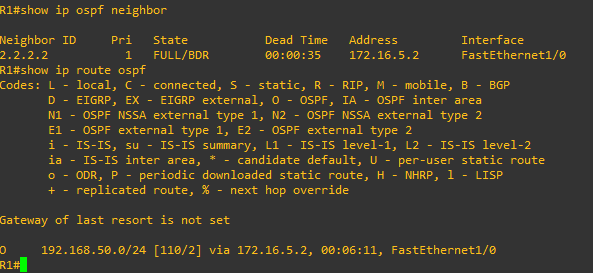 R1#show ip ospf neighbor
Neighbor ID     Pri   State           Dead Time   Address         Interface
2.2.2.2           1   FULL/BDR        00:00:35    172.16.5.2      FastEthernet1/0
R1#show ip route ospf
Codes: L - local, C - connected, S - static, R - RIP, M - mobile, B - BGP
       D - EIGRP, EX - EIGRP external, O - OSPF, IA - OSPF inter area
       N1 - OSPF NSSA external type 1, N2 - OSPF NSSA external type 2
       E1 - OSPF external type 1, E2 - OSPF external type 2
       i - IS-IS, su - IS-IS summary, L1 - IS-IS level-1, L2 - IS-IS level-2
       ia - IS-IS inter area, * - candidate default, U - per-user static route
       o - ODR, P - periodic downloaded static route, H - NHRP, l - LISP
       + - replicated route, % - next hop override
Gateway of last resort is not set
O     192.168.50.0/24 [110/2] via 172.16.5.2, 00:06:11, FastEthernet1/0
R1#